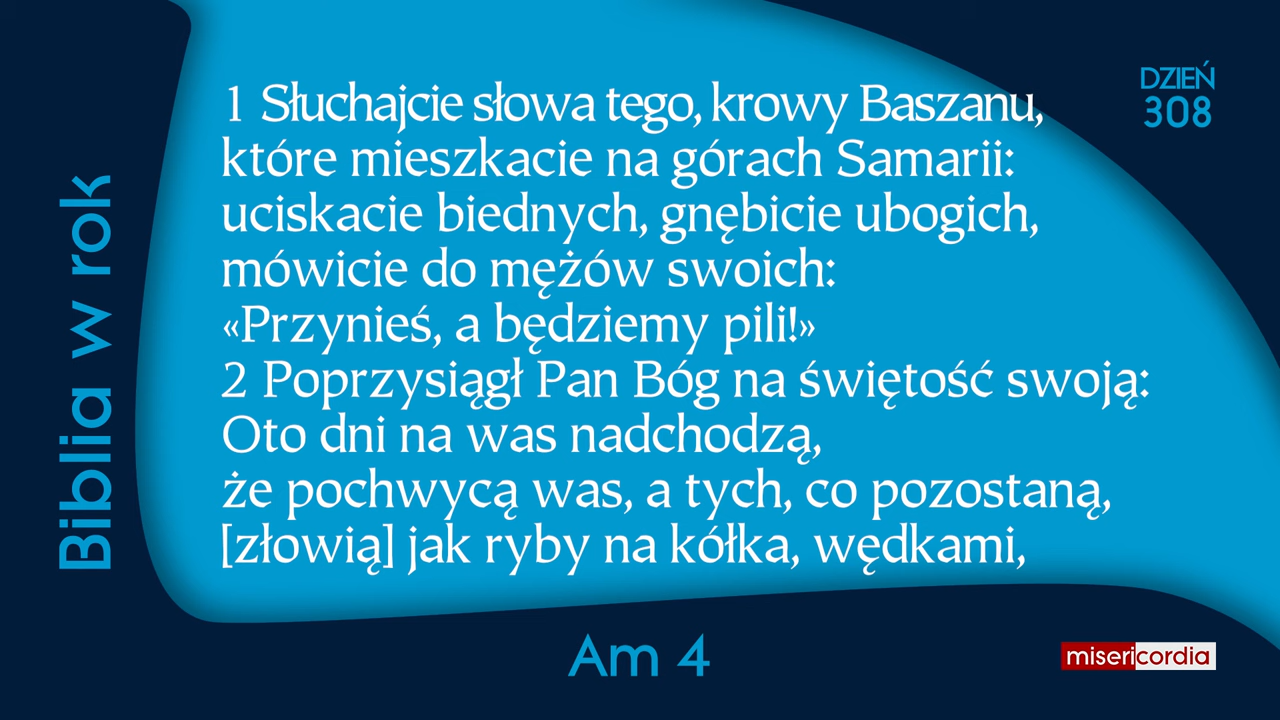 Biblia w rok
DZIEŃ
308
1 Słuchajcie słowa tego, krowy Baszanu,
które mieszkacie na górach Samarii:
uciskacie biednych, gnębicie ubogich,
mówicie do mężów swoich:
«Przynieś, a będziemy pili!»
2 Poprzysiągł Pan Bóg na świętość swoją:
Oto dni na was nadchodzą,
że pochwycą was, a tych, co pozostaną,
[złowią] jak ryby na kółka, wędkami,
Am 4
misericordia